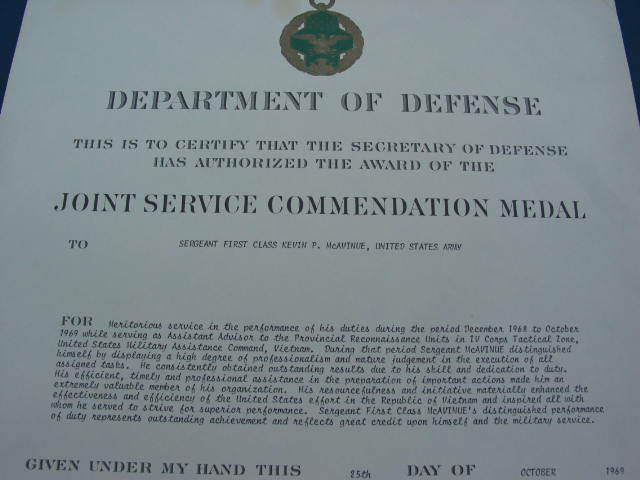 DEPARTMENT OF DEFENSE
THIS IS TO CERTIFY THAT THE SECRETARY OF DEFENSE
HAS AUTHORIZED THE AWARD OF THE
JOINT SERVICE COMMENDATION MEDAL
TO SERGEANT FIRST CLASS KEVIN P. McAVINUE, UNITED STATES ARMY
FOR Meritorious service in the performance of his duties during the period December 1968 to October
1969 while serving as Assistant Advisor to the Provincial Reconnaissance Units in IV Corps Tactical Zone,
United States Military Assistance Command, Vietnam. During that period Sergeant McAVINUE distinguished
himself by displaying a high degree of professionalism and mature judgement in the execution of all
assigned tasks. He consistently obtained outstanding results due to his skill and dedication to duty.
His efficient, timely and professional assistance in the preparation of important actions made him an
extremely valuable member of his organization. His resourcefulness and initiative materially enhanced the
effectiveness and efficiency of the United States effort in the Republic of Vietnam and inspired all with
whom he served to strive for superior performance. Sergeant First Class McAVINUE's distinguished performance
of duty represents outstanding achievement and reflects great credit upon himself and the military service.
GIVEN UNDER MY HAND THIS 25th DAY OF OCTOBER 1969